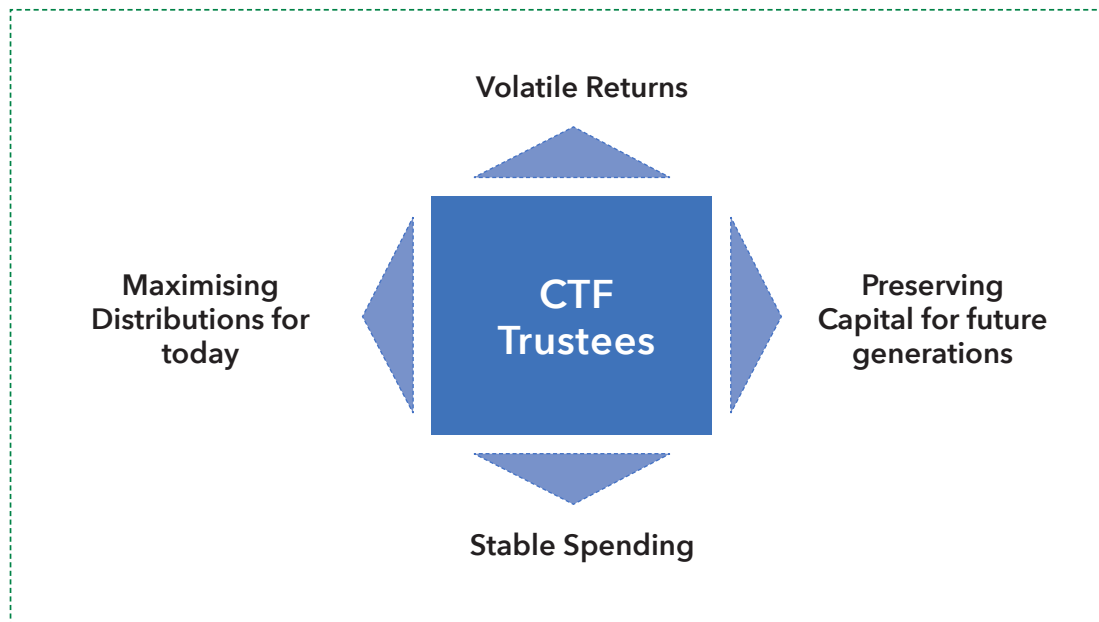 Volatile Returns
Maximising
Distributions for
today
CTF
Trustees
Preserving
Capital for future
generations
Stable Spending